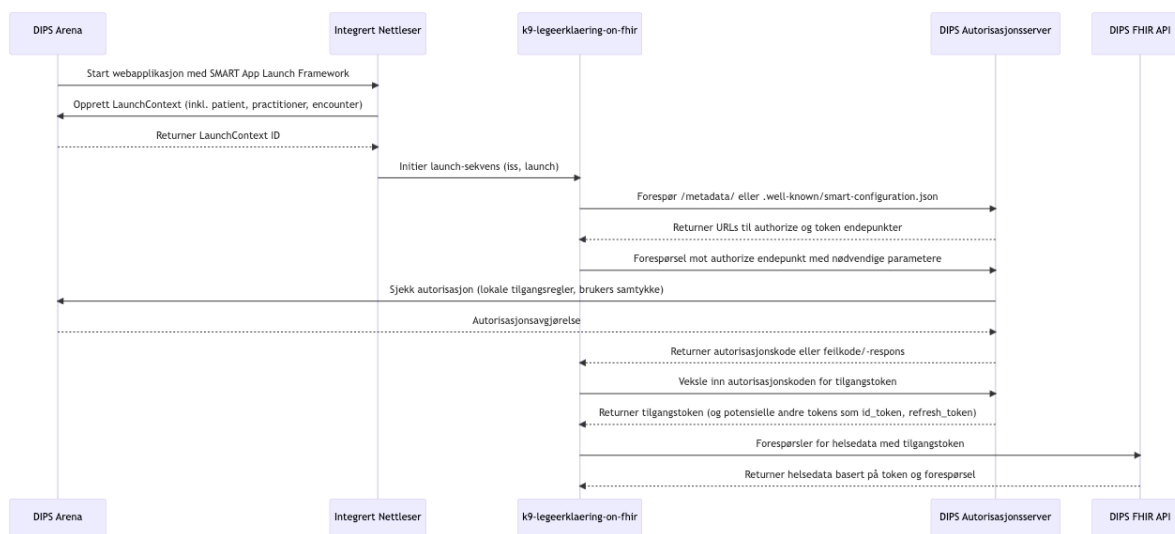 DIPS Arena
Integrert Nettleser
k9-legeerklaering-on-fhir
DIPS Autorisasjonsserver
DIPS FHIR API
Start webapplikasjon med SMART App Launch Framework
Opprett LaunchContext (inkl. patient, practitioner, encounter)
Returner LaunchContext ID
Initier launch-sekvens (iss, launch)
Forespør /metadata/ eller .well-known/smart-configuration.json
Returner URLs til authorize og token endepunkter
Forespørsel mot authorize endepunkt med nødvendige parametere
Sjekk autorisasjon (lokale tilgangsregler, brukers samtykke)
Autorisasjonsavgjørelse
Returner autorisasjonskode eller feilkode/-respons
Veksle inn autorisasjonskoden for tilgangstoken
Returner tilgangstoken (og potensielle andre tokens som id_token, refresh_token)
Forespørsler for helsedata med tilgangstoken
Returner helsedata basert på token og forespørsel
DIPS Arena
Integrert Nettleser
k9-legeerklaering-on-fhir
DIPS Autorisasjonsserver
DIPS FHIR API